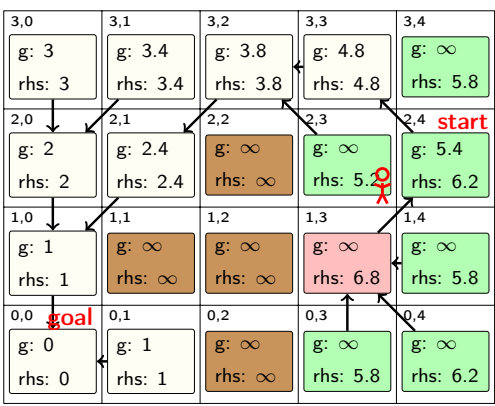 3,0 3,1 3,2 3,3 3,4
g: 3 g: 3.4 g: 3.8 g: 4.8 g: ∞
rhs: 3 rhs: 3.4 rhs: 3.8 rhs: 4.8 rhs: 5.8
2,0 2,1 2,2 2,3 2,4 start
g: 2 g: 2.4 g: ∞ g: ∞ g: 5.4
rhs: 2 rhs: 2.4 rhs: ∞ rhs: 5.2 rhs: 6.2
1,0 1,1 1,2 1,3 1,4
g: 1 g: ∞ g: ∞ g: ∞ g: ∞
rhs: 1 rhs: ∞ rhs: ∞ rhs: 6.8 rhs: 5.8
0,0 goal 0,1 0,2 0,3 0,4
g: 0 g: 1 g: ∞ g: ∞ g: ∞
rhs: 0 rhs: 1 rhs: ∞ rhs: 5.8 rhs: 6.2